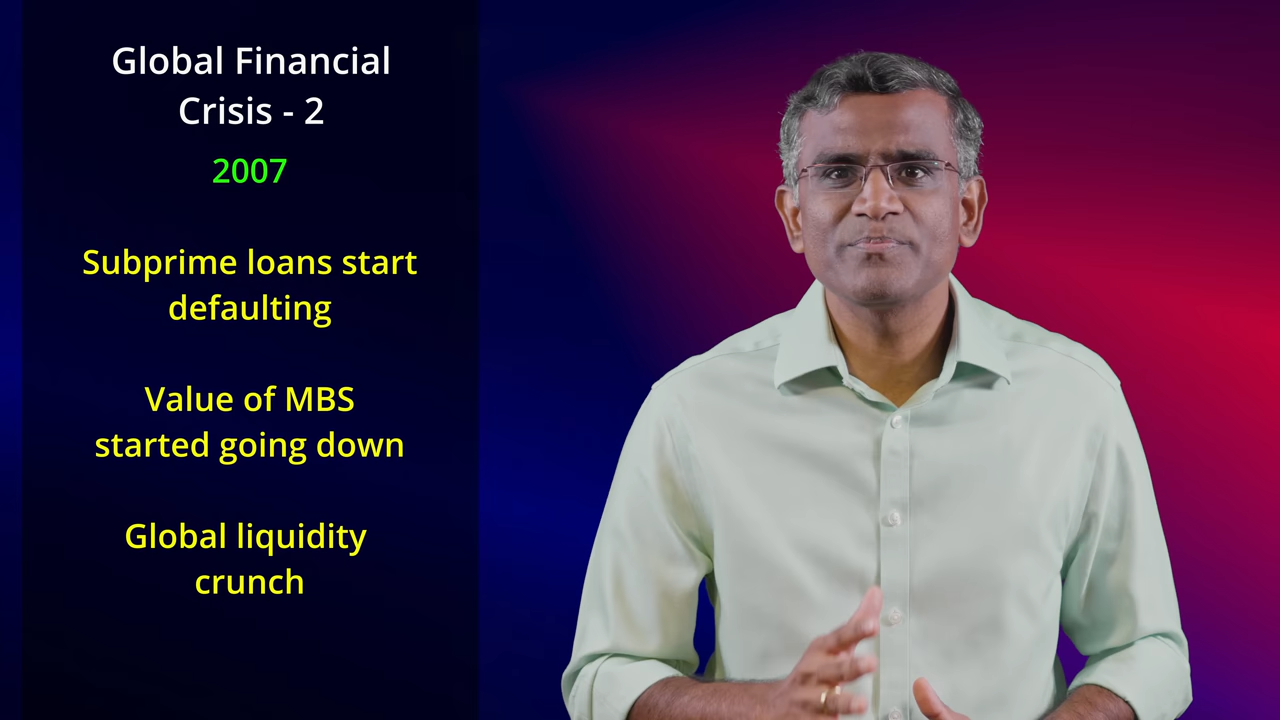 Global Financial
Crisis - 2
2007
Subprime loans start
defaulting
Value of MBS
started going down
Global liquidity
crunch